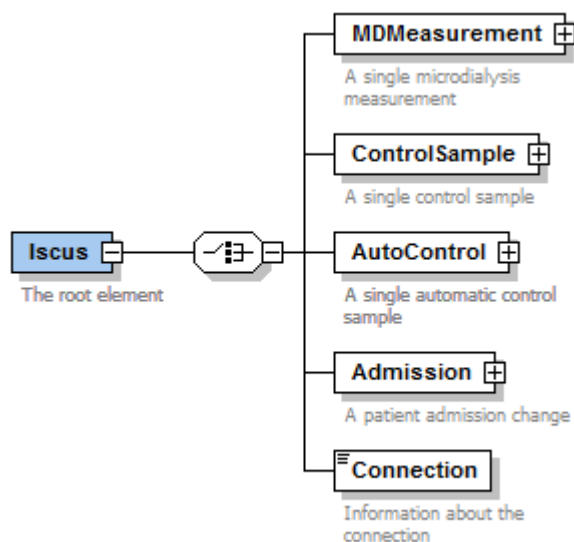 MDMeasurement
A single microdialysis
measurement
ControlSample
A single control sample
Iscus
The root element
AutoControl
A single automatic control
sample
Admission
A patient admission change
Connection
Information about the
connection